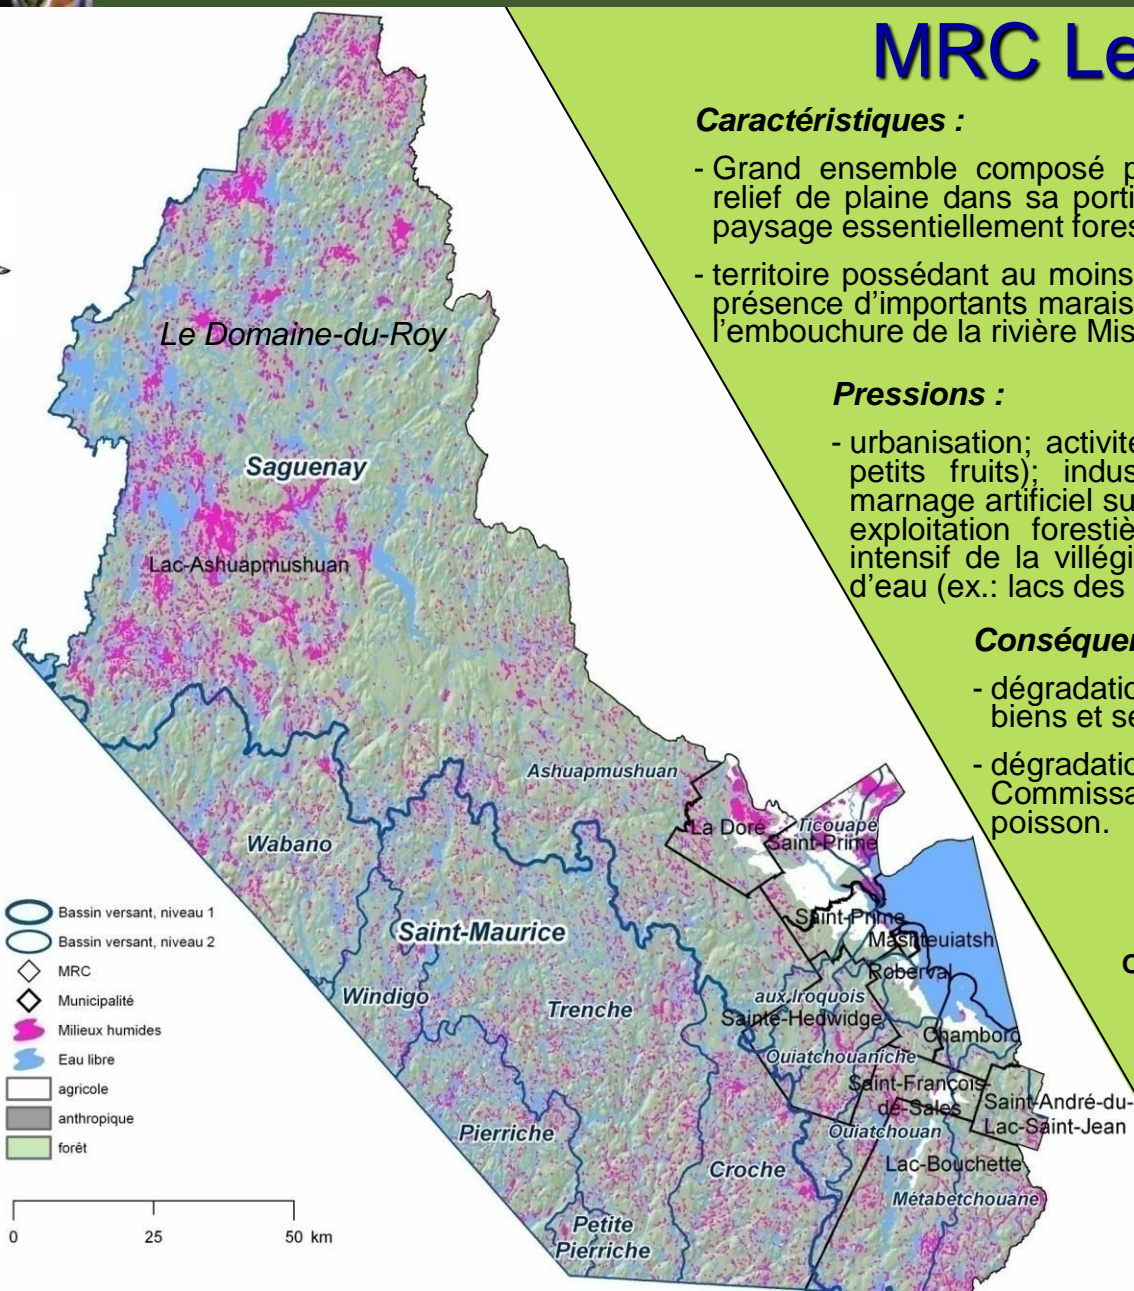 MRC Le
Caractéristiques :
- Grand ensemble composé p
relief de plaine dans sa porti
paysage essentiellement fores
- territoire possédant au moins
présence d'importants marais
l'embouchure de la rivière Mis
Pressions :
- urbanisation; activité
petits fruits); indus
marnage artificiel su
exploitation forestiè
intensif de la villégi
d'eau (ex.: lacs des
Conséquen
- dégradatio
biens et se
- dégradatio
Commissa
poisson.
C
Le Domaine-du-Roy
Saguenay
Lac-Ashuapmushuan
Ashuapmushuan
La Doré
Ticouapé
Saint-Prime
Wabano
Saint-Prime
Saint-Maurice
Mashteuiatsh
Roberval
Windigo
Trenche
aux Iroquois
Sainte-Hedwidge
Chambord
Ouiatchouaniche
Saint-François-
de-Sales
Saint-André-du-
Lac-Saint-Jean
Pierriche
Ouiatchouan
Croche
Lac-Bouchette
Métabetchouane
Petite
Pierriche
Bassin versant, niveau 1
Bassin versant, niveau 2
MRC
Municipalité
Milieux humides
Eau libre
agricole
anthropique
forêt
0 25 50 km